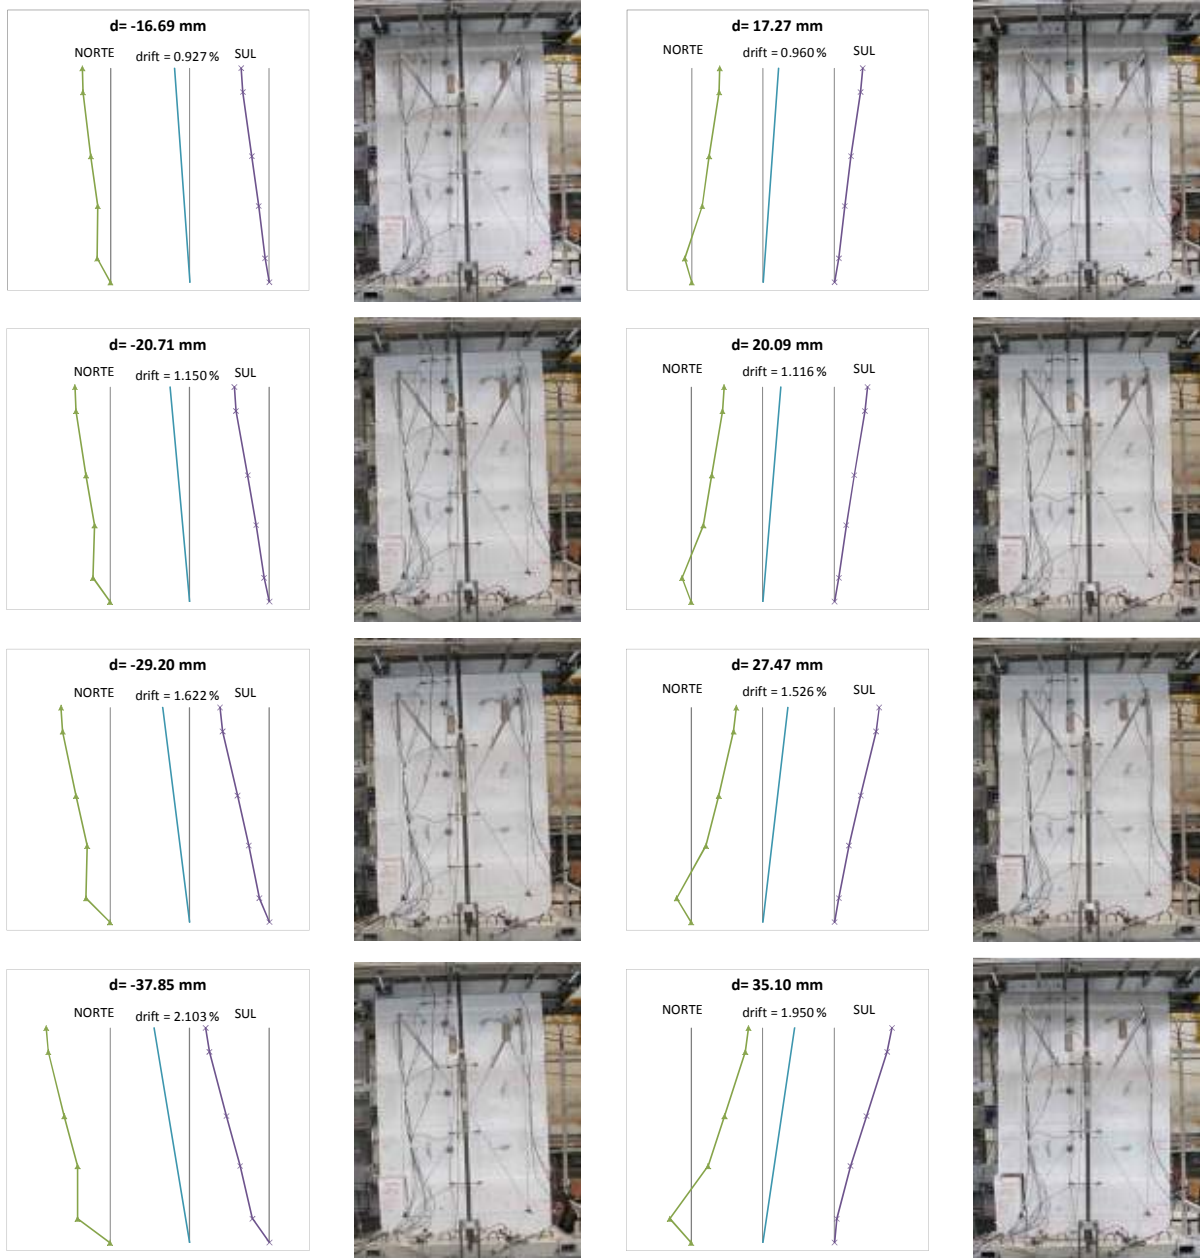 d= -16.69 mm
NORTE drift = 0.927 % SUL
d= 17.27 mm
NORTE drift = 0.960 % SUL
d= -20.71 mm
NORTE drift = 1.150 % SUL
d= 20.09 mm
NORTE drift = 1.116 % SUL
d= -29.20 mm
NORTE drift = 1.622 % SUL
d= 27.47 mm
NORTE drift = 1.526 % SUL
d= -37.85 mm
NORTE drift = 2.103 % SUL
d= 35.10 mm
NORTE drift = 1.950 % SUL